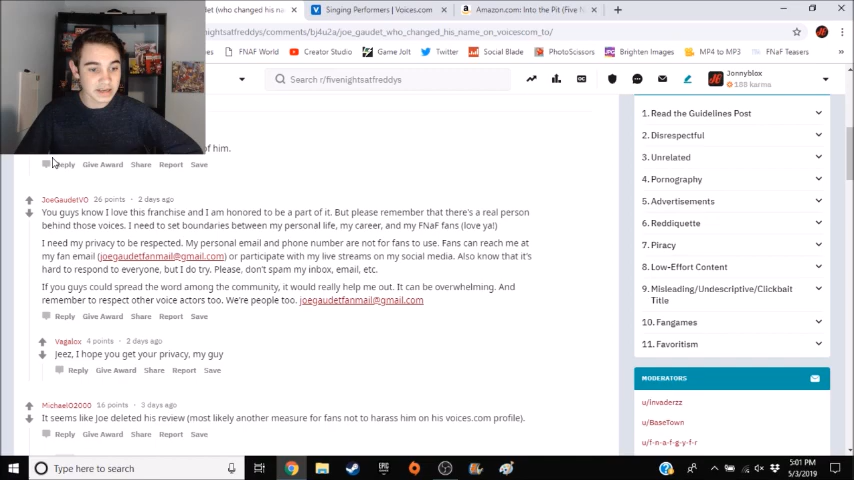 let (who changed his na
Singing Performers | Voices.com
Amazon.com: Into the Pit (Five N
nightsatfreddys/comments/bj4u2a/joe_gaudet_who_changed_his_name_on_voicescom_to/
FNAF World
Creator Studio
Game Jolt
Twitter
Social Blade
PhotoScissors
Brighten Images
MP4 to MP3
FNaF Teasers
Search r/fivenightsatfreddys
Jonnyblox
188 karma
of him.
Reply Give Award Share Report Save
JoeGaudetVO 26 points · 2 days ago
You guys know I love this franchise and I am honored to be a part of it. But please remember that there's a real person
behind those voices. I need to set boundaries between my personal life, my career, and my FNaF fans (love ya!)
I need my privacy to be respected. My personal email and phone number are not for fans to use. Fans can reach me at
my fan email (joegaudetfanmail@gmail.com) or participate with my live streams on my social media. Also know that it's
hard to respond to everyone, but I do try. Please, don't spam my inbox, email, etc.
If you guys could spread the word among the community, it would really help me out. It can be overwhelming. And
remember to respect other voice actors too. We're people too. joegaudetfanmail@gmail.com
Reply Give Award Share Report Save
Vagalox 4 points · 2 days ago
Jeez, I hope you get your privacy, my guy
Reply Give Award Share Report Save
MichaelO2000 16 points · 3 days ago
It seems like Joe deleted his review (most likely another measure for fans not to harass him on his voices.com profile).
Reply Give Award Share Report Save
1. Read the Guidelines Post
2. Disrespectful
3. Unrelated
4. Pornography
5. Advertisements
6. Reddiquette
7. Piracy
8. Low-Effort Content
9. Misleading/Undescriptive/Clickbait
Title
10. Fangames
11. Favoritism
MODERATORS
u/Invaderzz
u/BaseTown
u/f-n-a-f-g-y-f-r
Type here to search
EPIC
5:01 PM
5/3/2019